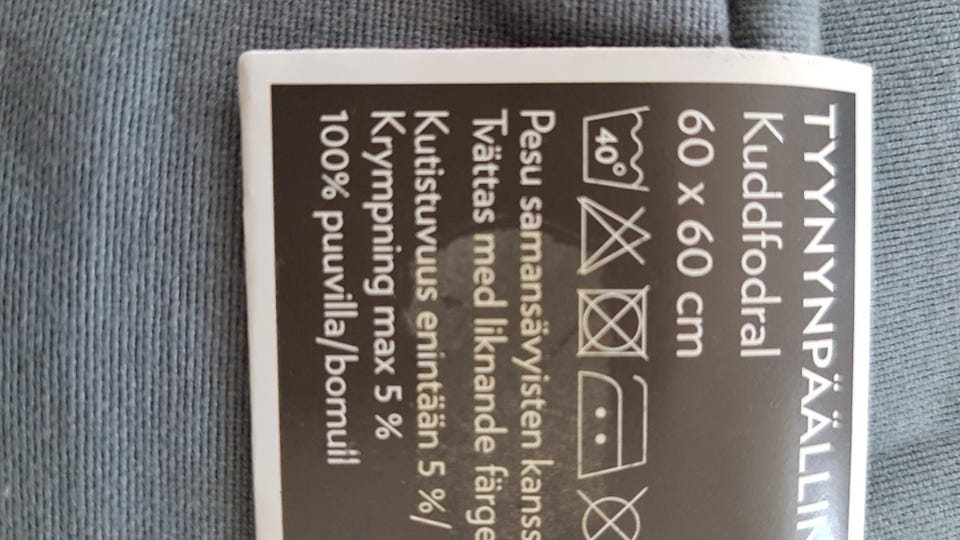 TYYNYNPÄÄLLIN
Kuddfodral
60 x 60 cm
40°
Pesu samansävyisten kanss
Tvättas med liknande färge
Kutistuvuus enintään 5 %/
Krympning max 5 %
100% puuvilla/bomull